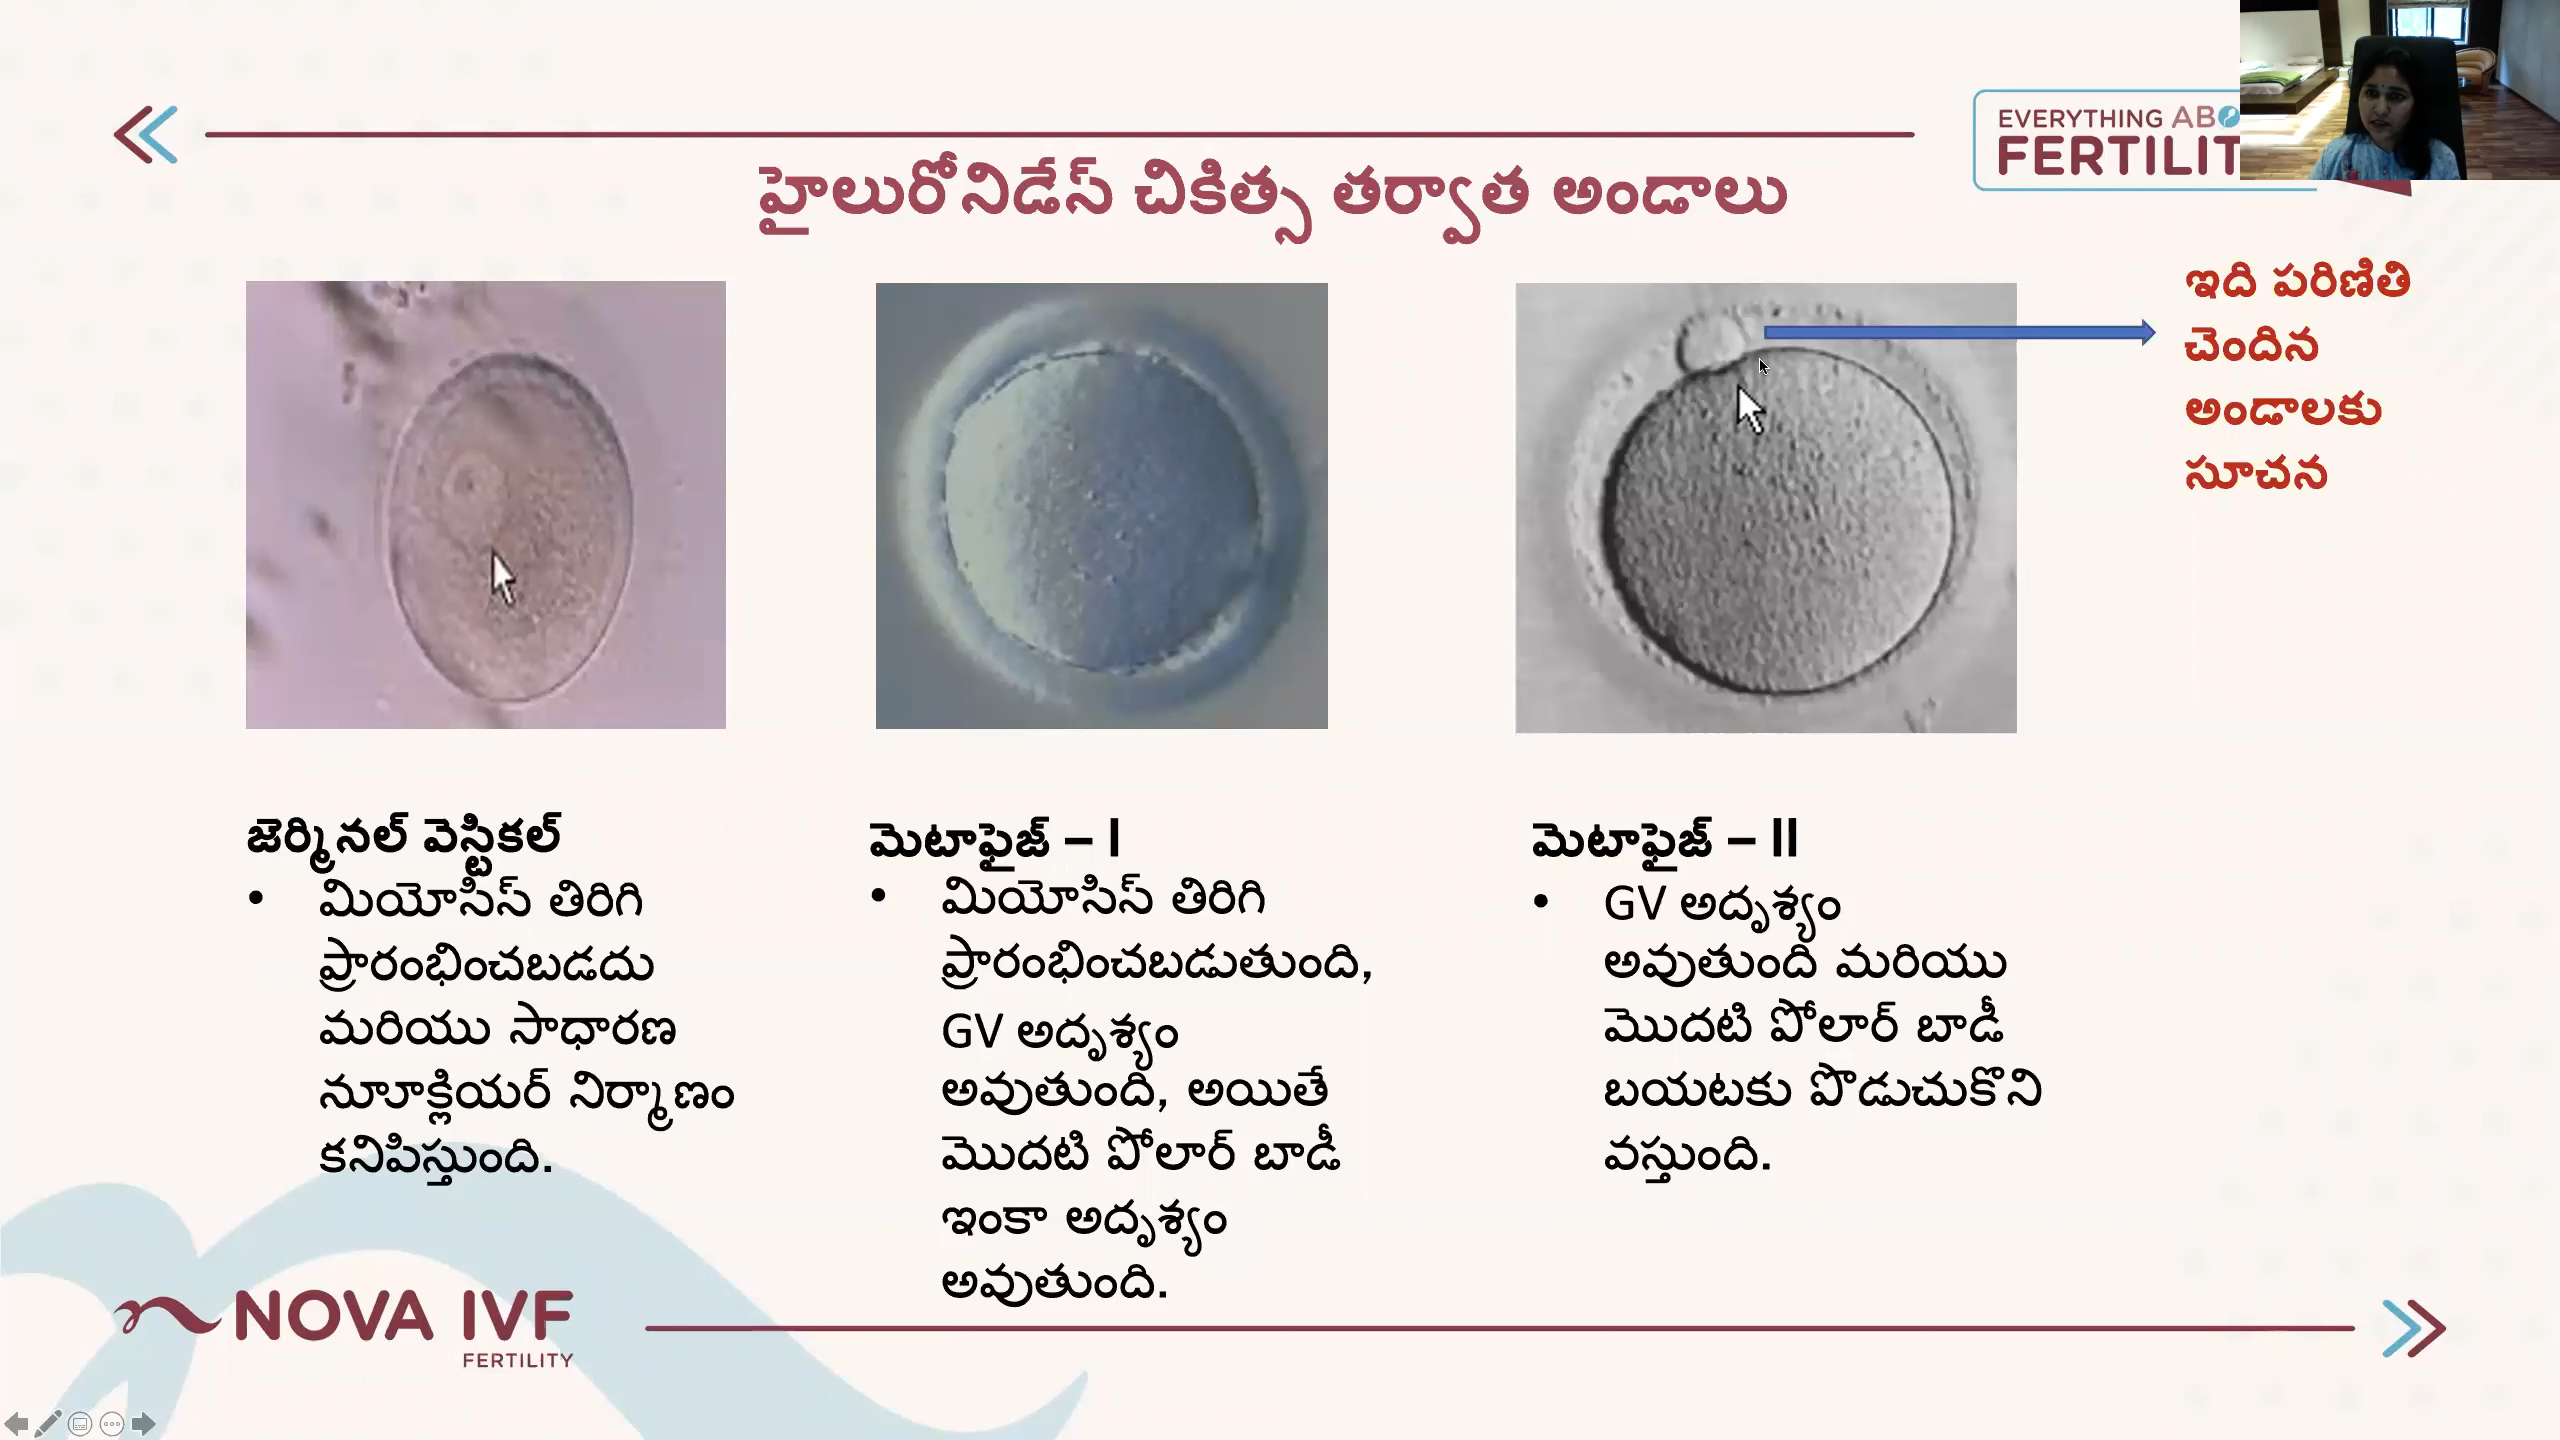 EVERYTHING
FERTILIT
హైలురోనిడేస్ చికిత్స తర్వాత అండాలు
ఇది పరిణితి
చెందిన
అండాలకు
సూచన
జెర్మినల్ వెస్టికల్
• మియోసిస్ తిరిగి
ప్రారంభించబడదు
మరియు సాధారణ
నూక్లియర్ నిర్మాణం
కనిపిస్తుంది.
మెటాఫైజ్ – I
• మియోసిస్ తిరిగి
ప్రారంభించబడుతుంది,
GV అదృశ్యం
అవుతుంది, అయితే
మొదటి పోలార్ బాడీ
ఇంకా అదృశ్యం
అవుతుంది.
మెటాఫైజ్ – II
• GV అదృశ్యం
అవుతుంది మరియు
మొదటి పోలార్ బాడీ
బయటకు పొడుచుకొని
వస్తుంది.
NOVA IVF
FERTILITY